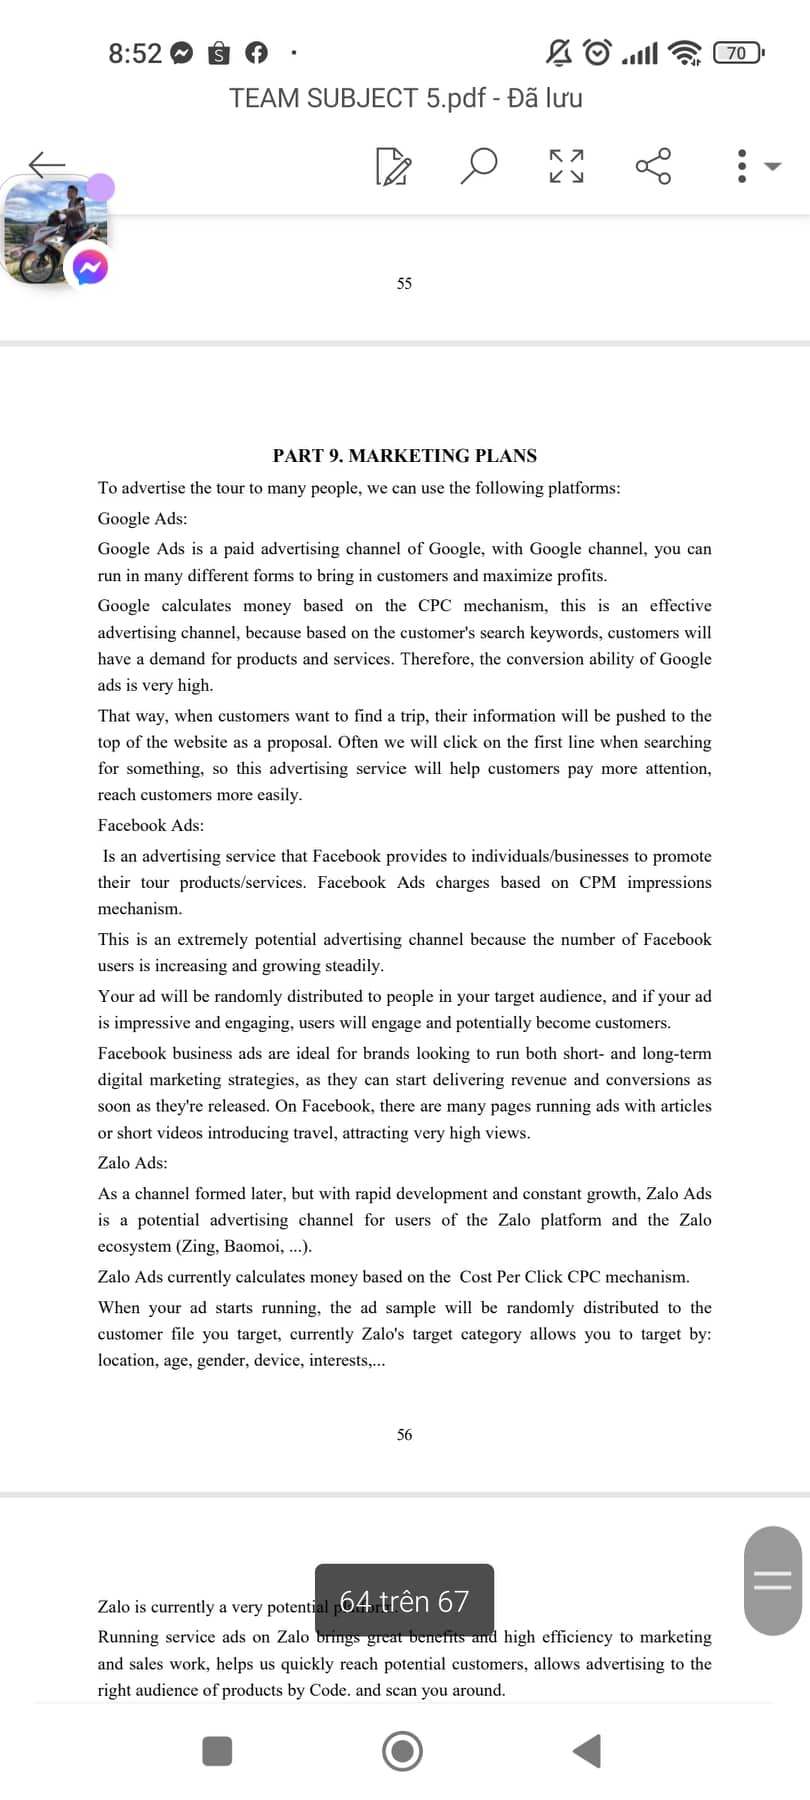 8:52
70
TEAM SUBJECT 5.pdf - Đã lưu
55
PART 9. MARKETING PLANS
To advertise the tour to many people, we can use the following platforms:
Google Ads:
Google Ads is a paid advertising channel of Google, with Google channel, you can
run in many different forms to bring in customers and maximize profits.
Google calculates money based on the CPC mechanism, this is an effective
advertising channel, because based on the customer's search keywords, customers will
have a demand for products and services. Therefore, the conversion ability of Google
ads is very high.
That way, when customers want to find a trip, their information will be pushed to the
top of the website as a proposal. Often we will click on the first line when searching
for something, so this advertising service will help customers pay more attention,
reach customers more easily.
Facebook Ads:
Is an advertising service that Facebook provides to individuals/businesses to promote
their tour products/services. Facebook Ads charges based on CPM impressions
mechanism.
This is an extremely potential advertising channel because the number of Facebook
users is increasing and growing steadily.
Your ad will be randomly distributed to people in your target audience, and if your ad
is impressive and engaging, users will engage and potentially become customers.
Facebook business ads are ideal for brands looking to run both short- and long-term
digital marketing strategies, as they can start delivering revenue and conversions as
soon as they're released. On Facebook, there are many pages running ads with articles
or short videos introducing travel, attracting very high views.
Zalo Ads:
As a channel formed later, but with rapid development and constant growth, Zalo Ads
is a potential advertising channel for users of the Zalo platform and the Zalo
ecosystem (Zing, Baomoi, ...).
Zalo Ads currently calculates money based on the Cost Per Click CPC mechanism.
When your ad starts running, the ad sample will be randomly distributed to the
customer file you target, currently Zalo's target category allows you to target by:
location, age, gender, device, interests,...
56
Zalo is currently a very potential
64 trên 67
Running service ads on Zalo brings great benefits and high efficiency to marketing
and sales work, helps us quickly reach potential customers, allows advertising to the
right audience of products by Code. and scan you around.